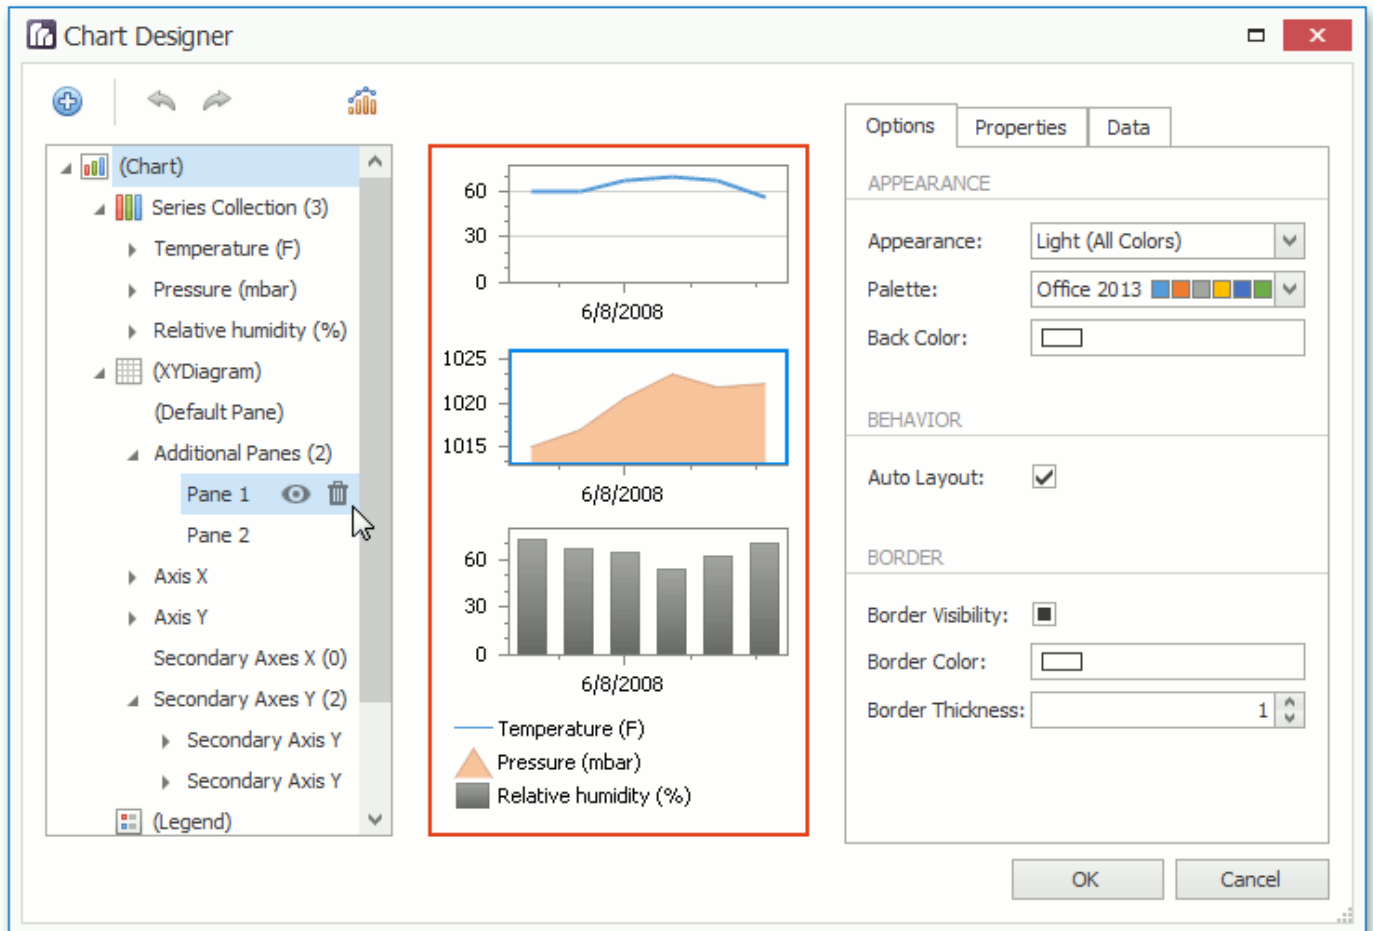 Chart Designer
(Chart)
Series Collection (3)
Temperature (F)
Pressure (mbar)
Relative humidity (%)
(XYDiagram)
(Default Pane)
Additional Panes (2)
Pane 1
Pane 2
Axis X
Axis Y
Secondary Axes X (0)
Secondary Axes Y (2)
Secondary Axis Y
Secondary Axis Y
(Legend)
60
30
0
6/8/2008
1025
1020
1015
6/8/2008
60
30
0
6/8/2008
Temperature (F)
Pressure (mbar)
Relative humidity (%)
Options Properties Data
APPEARANCE
Appearance: Light (All Colors)
Palette: Office 2013
Back Color:
BEHAVIOR
Auto Layout:
BORDER
Border Visibility:
Border Color:
Border Thickness: 1
OK Cancel